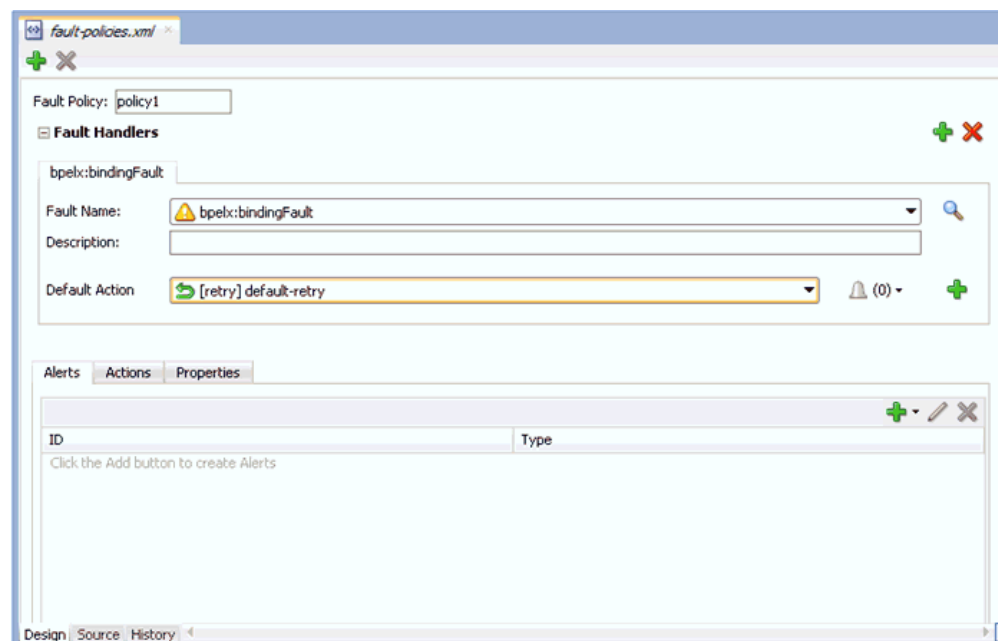 fault-policies.xml
Fault Policy: policy1
Fault Handlers
bpelx:bindingFault
Fault Name: bpelx:bindingFault
Description:
Default Action [retry] default-retry (0)
Alerts Actions Properties
ID Type
Click the Add button to create Alerts
Design Source History